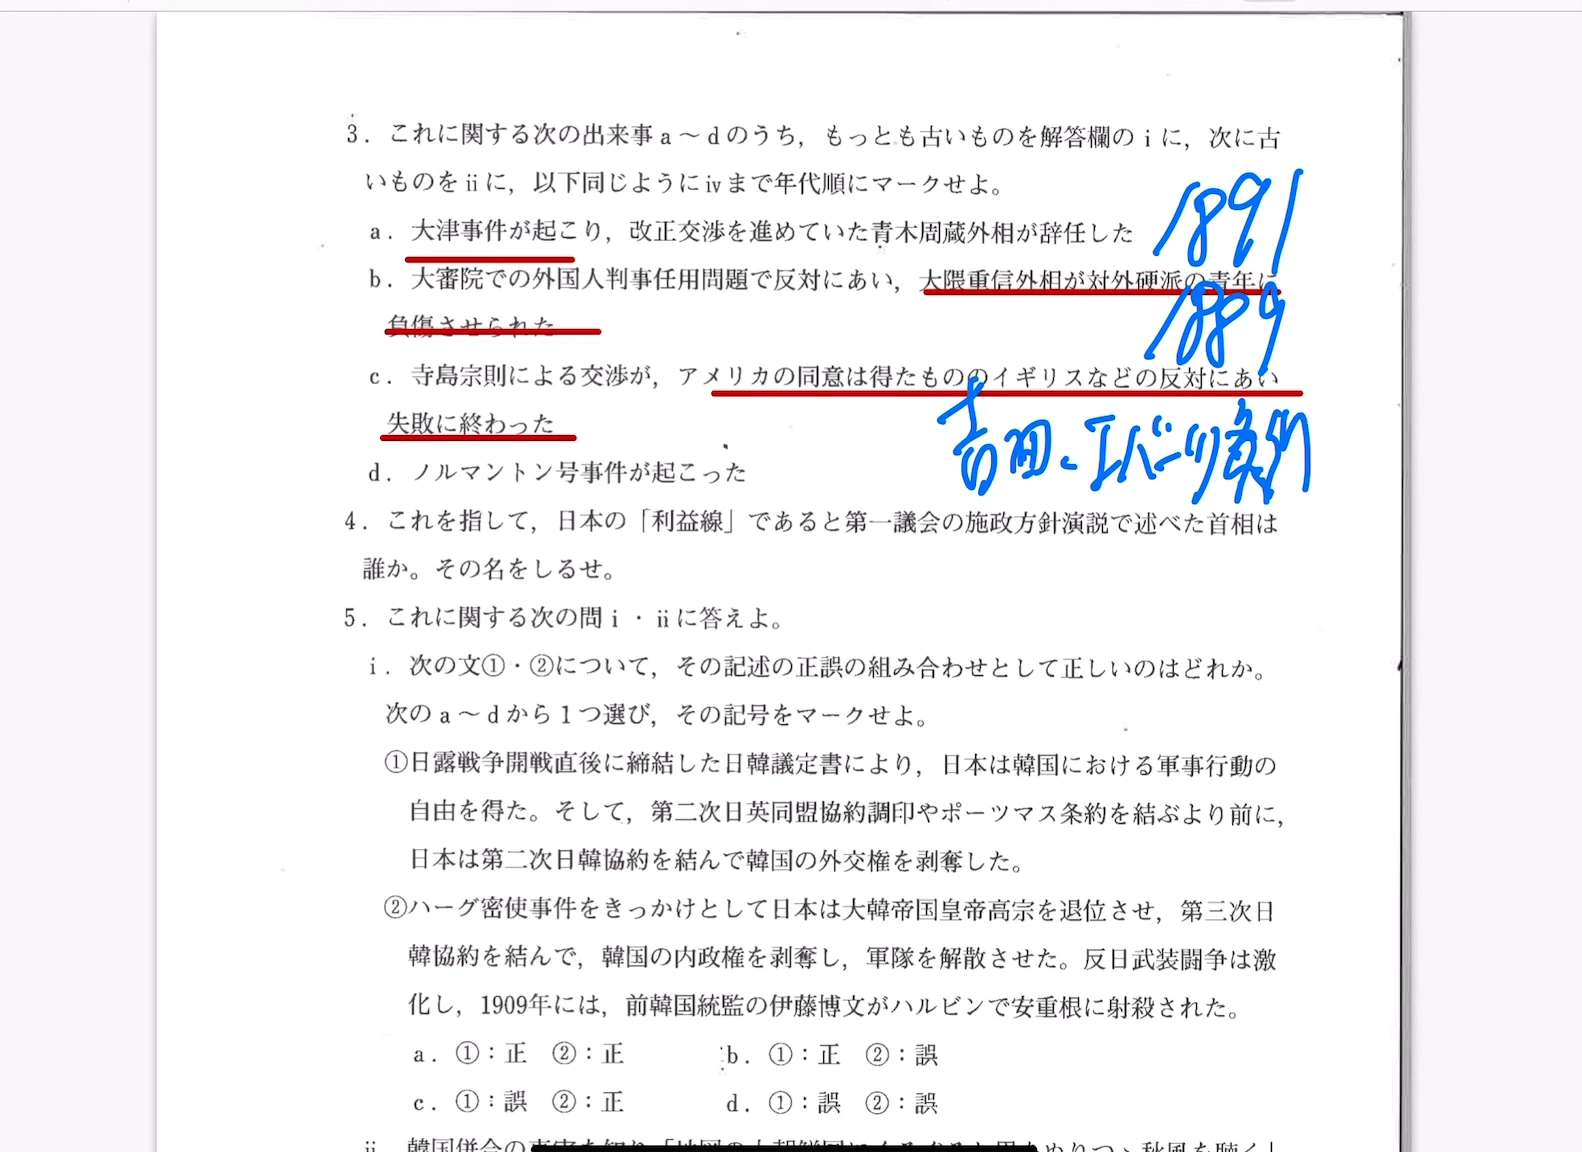 3．これに関する次の出来事a～dのうち，もっとも古いものを解答欄のⅰに，次に古
いものをⅱに，以下同じようにⅳまで年代順にマークせよ。
a．大津事件が起こり，改正交渉を進めていた青木周蔵外相が辞任した
1891
b．大審院での外国人判事任用問題で反対にあい，大隈重信外相が対外硬派の青年に
負傷させられた
1889
c．寺島宗則による交渉が，アメリカの同意は得たもののイギリスなどの反対にあい
失敗に終わった
吉田・エバーツ条約
d．ノルマントン号事件が起こった
4．これを指して，日本の「利益線」であると第一議会の施政方針演説で述べた首相は
誰か。その名をしるせ。
5．これに関する次の問ⅰ・ⅱに答えよ。
ⅰ．次の文①・②について，その記述の正誤の組み合わせとして正しいのはどれか。
次のa～dから1つ選び，その記号をマークせよ。
①日露戦争開戦直後に締結した日韓議定書により，日本は韓国における軍事行動の
自由を得た。そして，第二次日英同盟協約調印やポーツマス条約を結ぶより前に，
日本は第二次日韓協約を結んで韓国の外交権を剥奪した。
②ハーグ密使事件をきっかけとして日本は大韓帝国皇帝高宗を退位させ，第三次日
韓協約を結んで，韓国の内政権を剥奪し，軍隊を解散させた。反日武装闘争は激
化し，1909年には，前韓国統監の伊藤博文がハルビンで安重根に射殺された。
a．①：正　②：正　b．①：正　②：誤
c．①：誤　②：正　d．①：誤　②：誤
ⅱ．韓国併合の